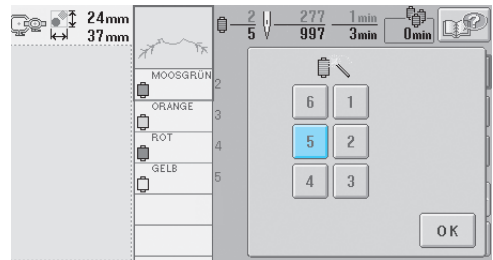 24mm
37mm
2/5
277 997
1min 3min
0min
MOOSGRÜN 2
ORANGE 3
ROT 4
GELB 5
6 1
5 2
4 3
OK